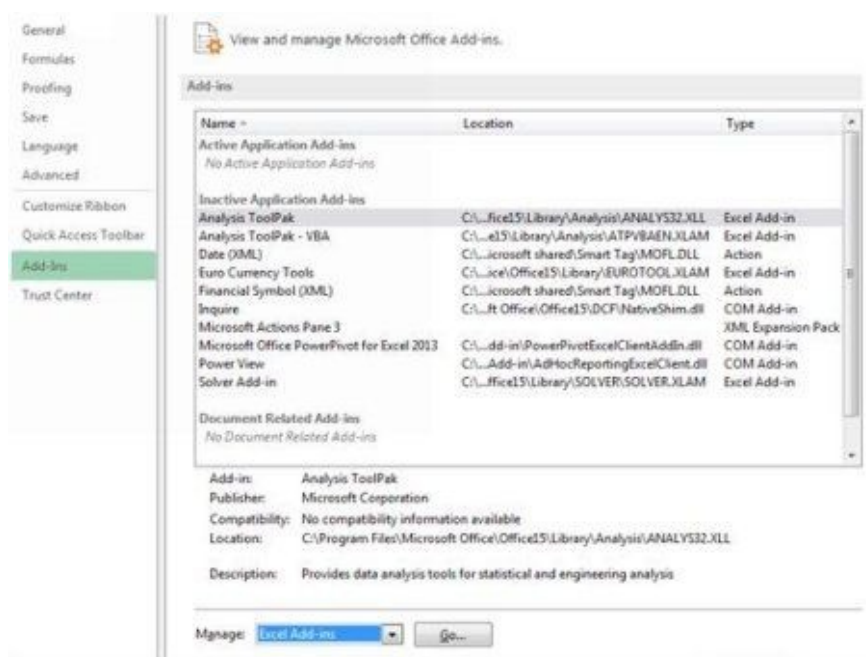 General
Formulas
Proofing
Save
Language
Advanced
Customize Ribbon
Quick Access Toolbar
Add-Ins
Trust Center
View and manage Microsoft Office Add-ins.
Add-ins
Name Location Type
Active Application Add-ins
No Active Application Add-ins
Inactive Application Add-ins
Analysis ToolPak C:\...fice15\Library\Analysis\ANALYS32.XLL Excel Add-in
Analysis ToolPak - VBA C:\...e15\Library\Analysis\ATPVBAEN.XLAM Excel Add-in
Date (XML) C:\...icrosoft shared\Smart Tag\MOFL.DLL Action
Euro Currency Tools C:\...ice\Office15\Library\EUROTOOL.XLAM Excel Add-in
Financial Symbol (XML) C:\...icrosoft shared\Smart Tag\MOFL.DLL Action
Inquire C:\...ft Office\Office15\DCF\NativeShim.dll COM Add-in
Microsoft Actions Pane 3 XML Expansion Pack
Microsoft Office PowerPivot for Excel 2013 C:\...dd-in\PowerPivotExcelClientAddIn.dll COM Add-in
Power View C:\...Add-in\AdHocReportingExcelClient.dll COM Add-in
Solver Add-in C:\...ffice15\Library\SOLVER\SOLVER.XLAM Excel Add-in
Document Related Add-ins
No Document Related Add-ins
Add-in: Analysis ToolPak
Publisher: Microsoft Corporation
Compatibility: No compatibility information available
Location: C:\Program Files\Microsoft Office\Office15\Library\Analysis\ANALYS32.XLL
Description: Provides data analysis tools for statistical and engineering analysis
Manage: Excel Add-ins Go...